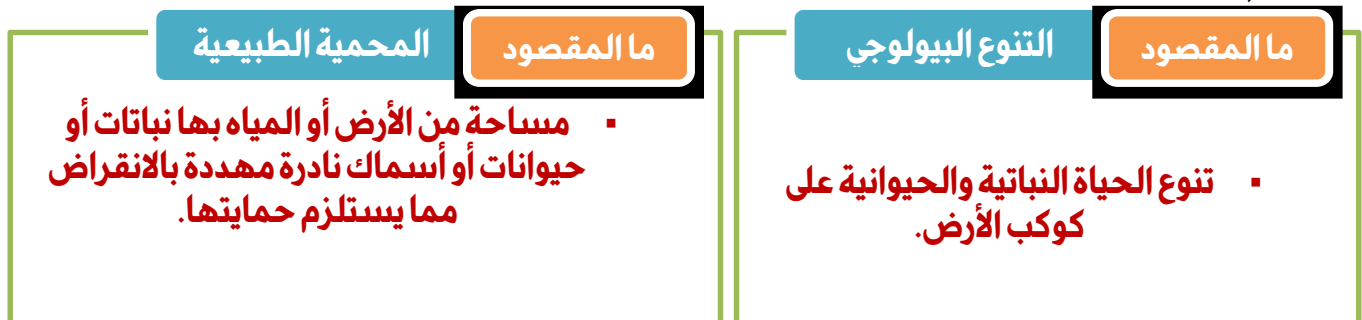 ما المقصود
التنوع البيولوجي
▪ تنوع الحياة النباتية والحيوانية على
كوكب الأرض.
ما المقصود
المحمية الطبيعية
▪ مساحة من الأرض أو المياه بها نباتات أو
حيوانات أو أسماك نادرة مهددة بالانقراض
مما يستلزم حمايتها.